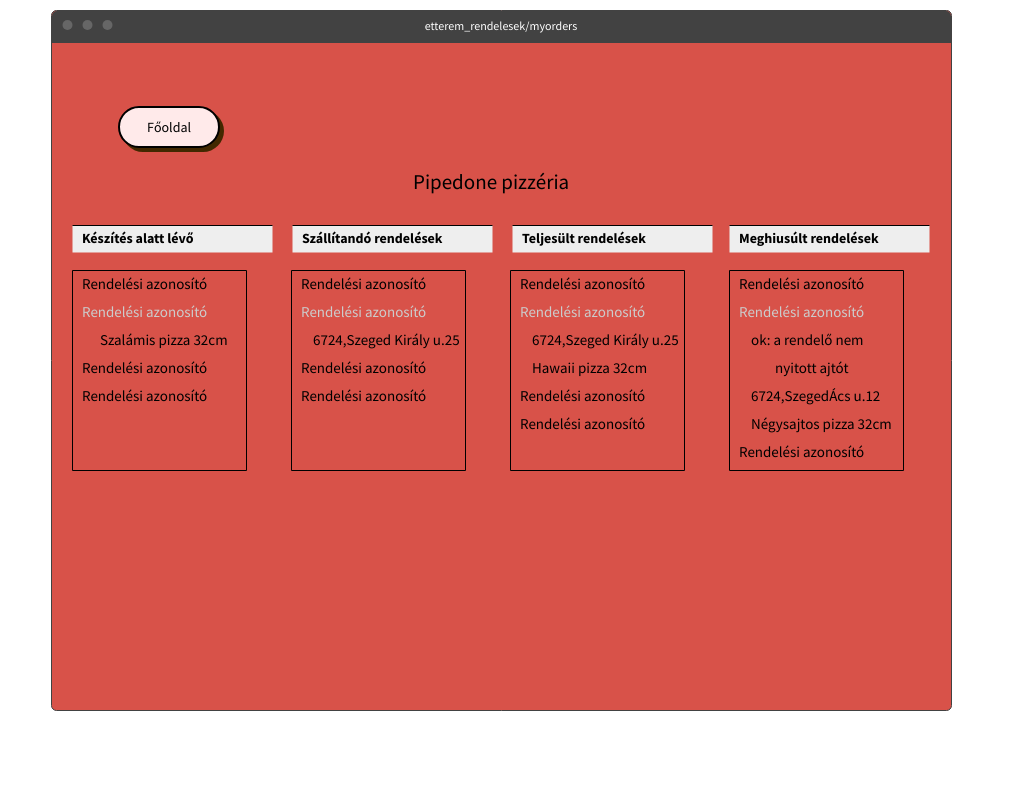 etterem_rendelesek/myorders
Főoldal
Pipedone pizzéria
Készítés alatt lévő
Rendelési azonosító
Rendelési azonosító
Szalámis pizza 32cm
Rendelési azonosító
Rendelési azonosító
Szállítandó rendelések
Rendelési azonosító
Rendelési azonosító
6724,Szeged Király u.25
Rendelési azonosító
Rendelési azonosító
Teljesült rendelések
Rendelési azonosító
Rendelési azonosító
6724,Szeged Király u.25
Hawaii pizza 32cm
Rendelési azonosító
Rendelési azonosító
Meghiusúlt rendelések
Rendelési azonosító
Rendelési azonosító
ok: a rendelő nem
nyitott ajtót
6724,SzegedÁcs u.12
Négysajtos pizza 32cm
Rendelési azonosító